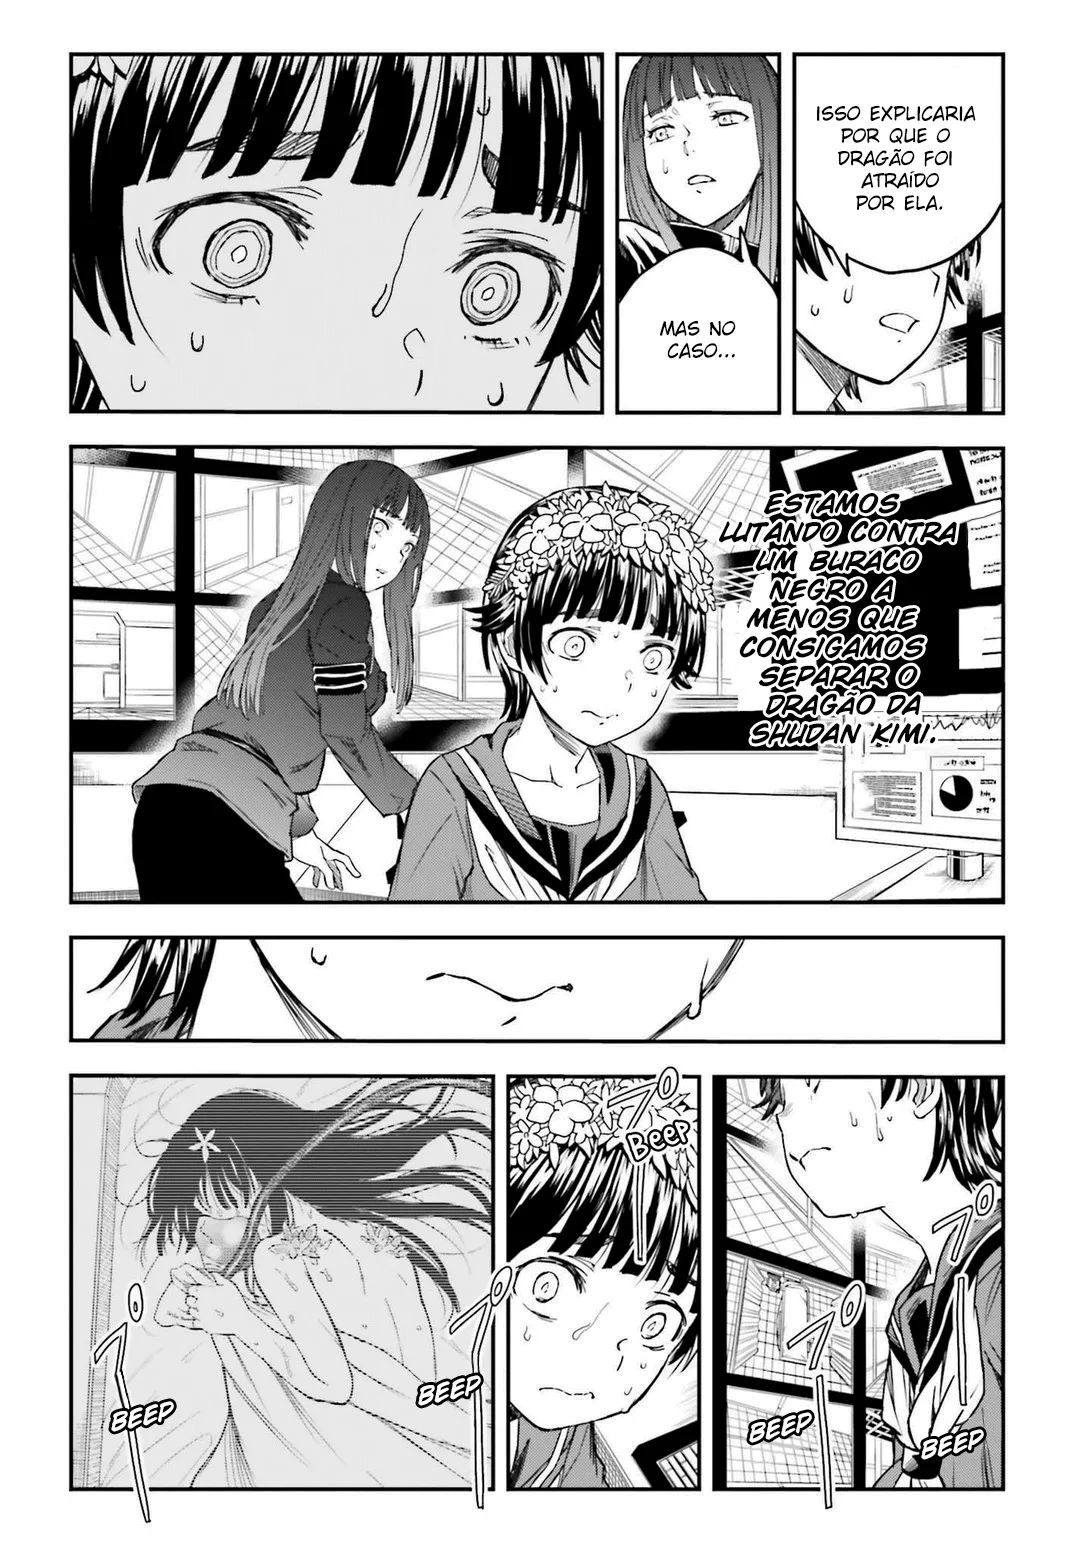 ISSO EXPLICARIA
POR QUE O
DRAGÃO FOI
ATRAÍDO
POR ELA.
MAS NO
CASO...
ESTAMOS
LUTANDO CONTRA
UM BURACO
NEGRO A
MENOS QUE
CONSIGAMOS
SEPARAR O
DRAGÃO DA
SHUDAN KIMI.
BEEP
BEEP
BEEP
BEEP
BEEP